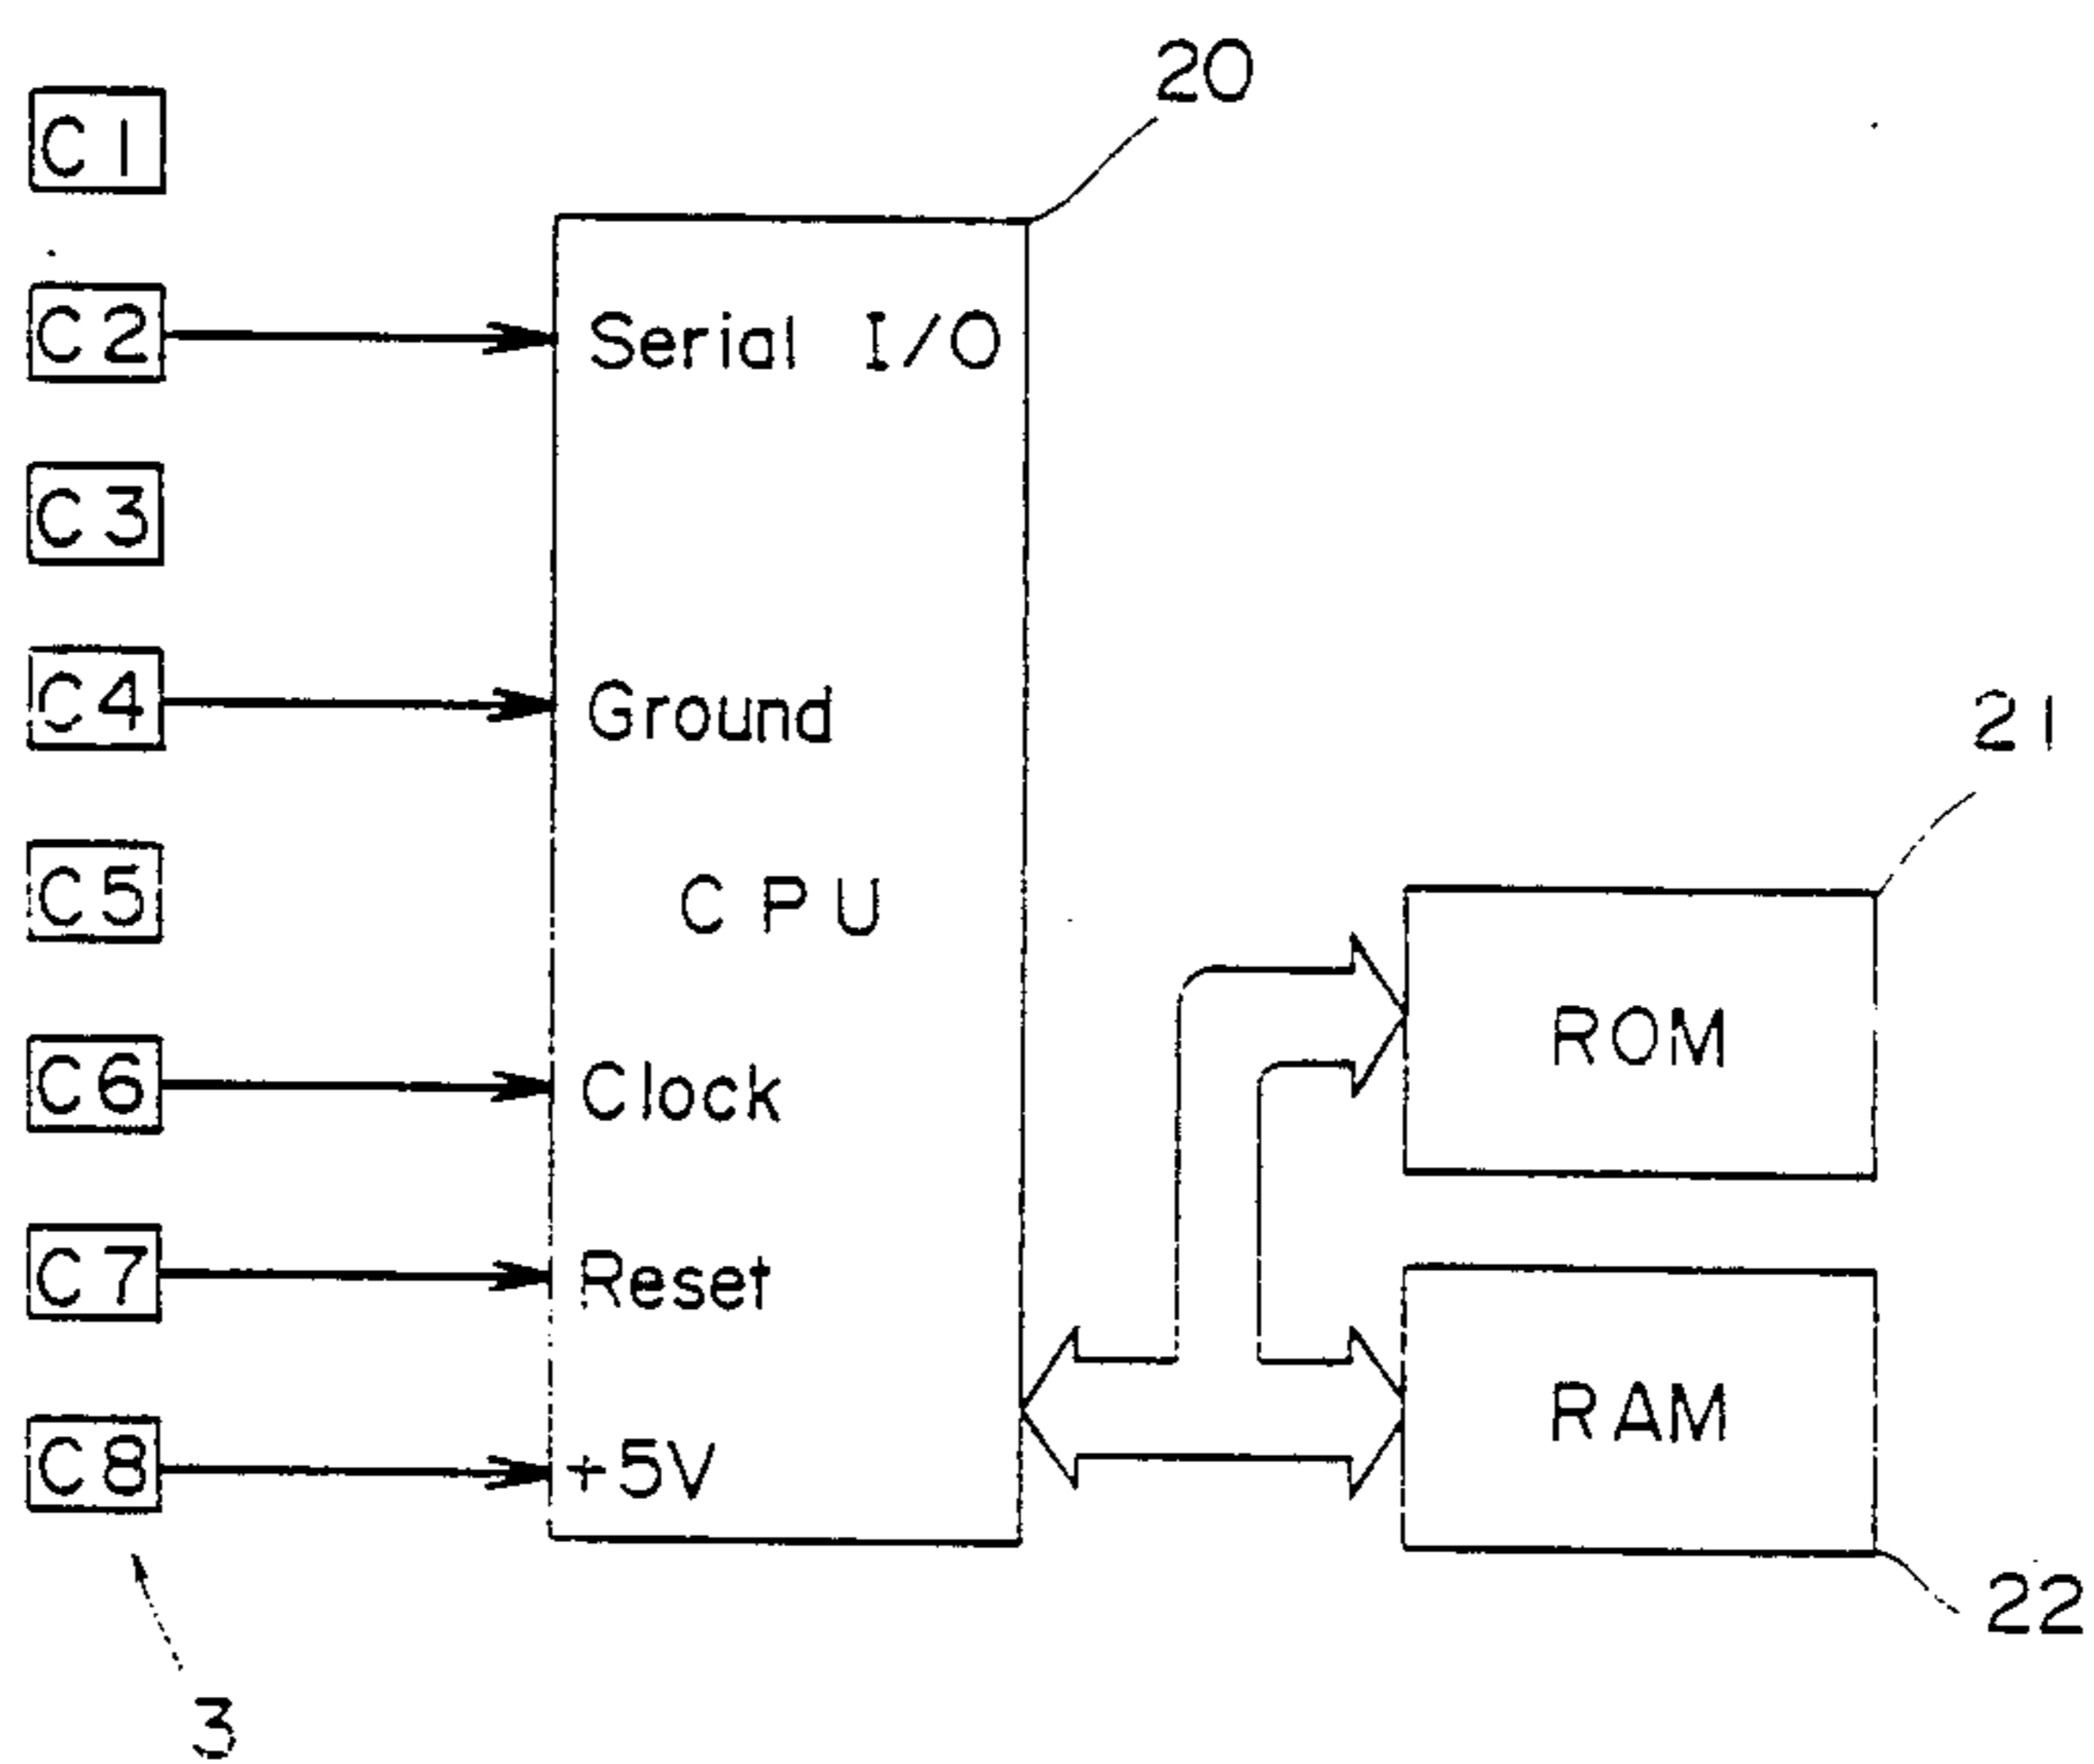 20
C1
C2
Serial I/O
C3
C4
Ground
21
C5
CPU
ROM
C6
Clock
C7
Reset
RAM
C8
+5V
22
3